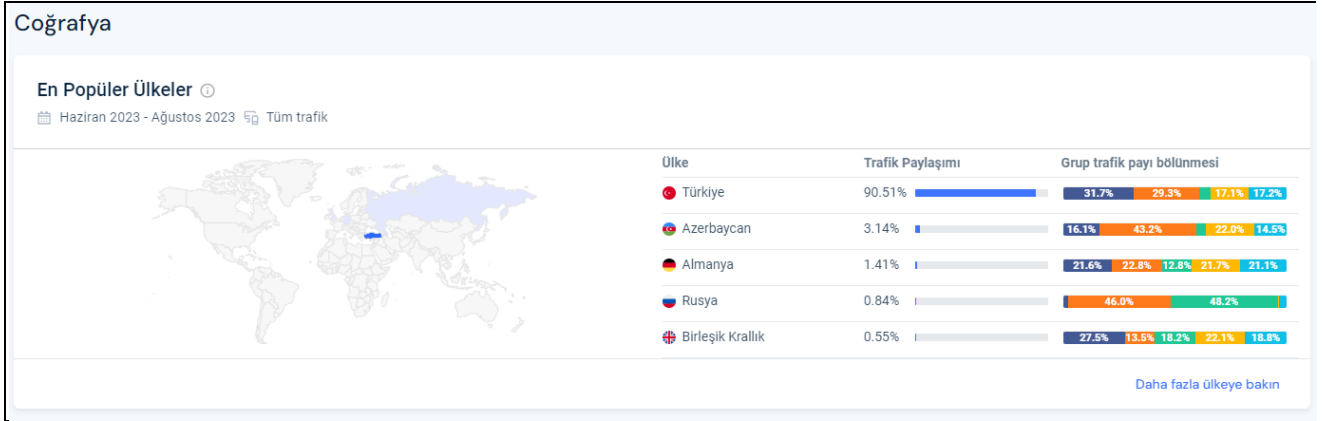 Coğrafya
En Popüler Ülkeler
Haziran 2023 - Ağustos 2023 Tüm trafik
Ülke Trafik Paylaşımı Grup trafik payı bölünmesi
Türkiye 90.51% 31.7% 29.3% 17.1% 17.2%
Azerbaycan 3.14% 16.1% 43.2% 22.0% 14.5%
Almanya 1.41% 21.6% 22.8% 12.8% 21.7% 21.1%
Rusya 0.84% 46.0% 48.2%
Birleşik Krallık 0.55% 27.5% 13.5% 18.2% 22.1% 18.8%
Daha fazla ülkeye bakın